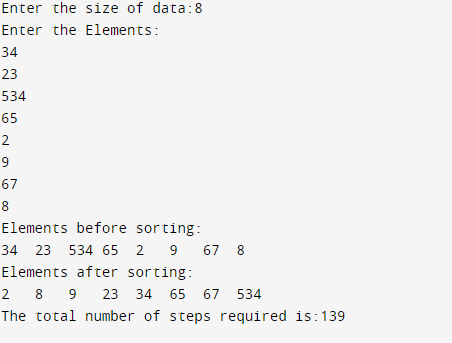 Enter the size of data:8
Enter the Elements:
34
23
534
65
2
9
67
8
Elements before sorting:
34  23  534 65  2   9   67  8
Elements after sorting:
2   8   9   23  34  65  67  534
The total number of steps required is:139